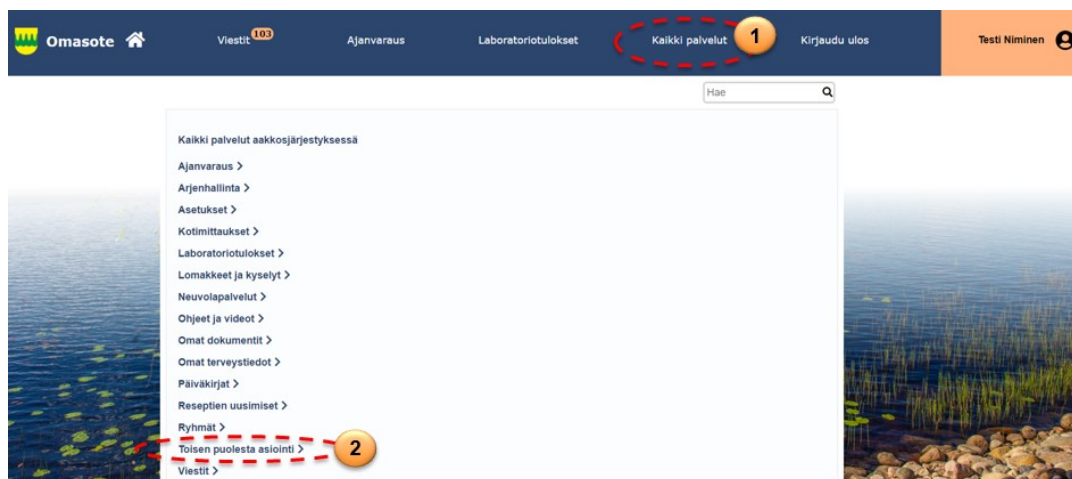 Omasote
Viestit 103
Ajanvaraus
Laboratoriotulokset
Kaikki palvelut
1
Kirjaudu ulos
Testi Niminen
Hae
Kaikki palvelut aakkosjärjestyksessä
Ajanvaraus
Arjenhallinta
Asetukset
Kotimittaukset
Laboratoriotulokset
Lomakkeet ja kyselyt
Neuvolapalvelut
Ohjeet ja videot
Omat dokumentit
Omat terveystiedot
Päiväkirjat
Reseptien uusimiset
Ryhmät
Toisen puolesta asiointi
2
Viestit